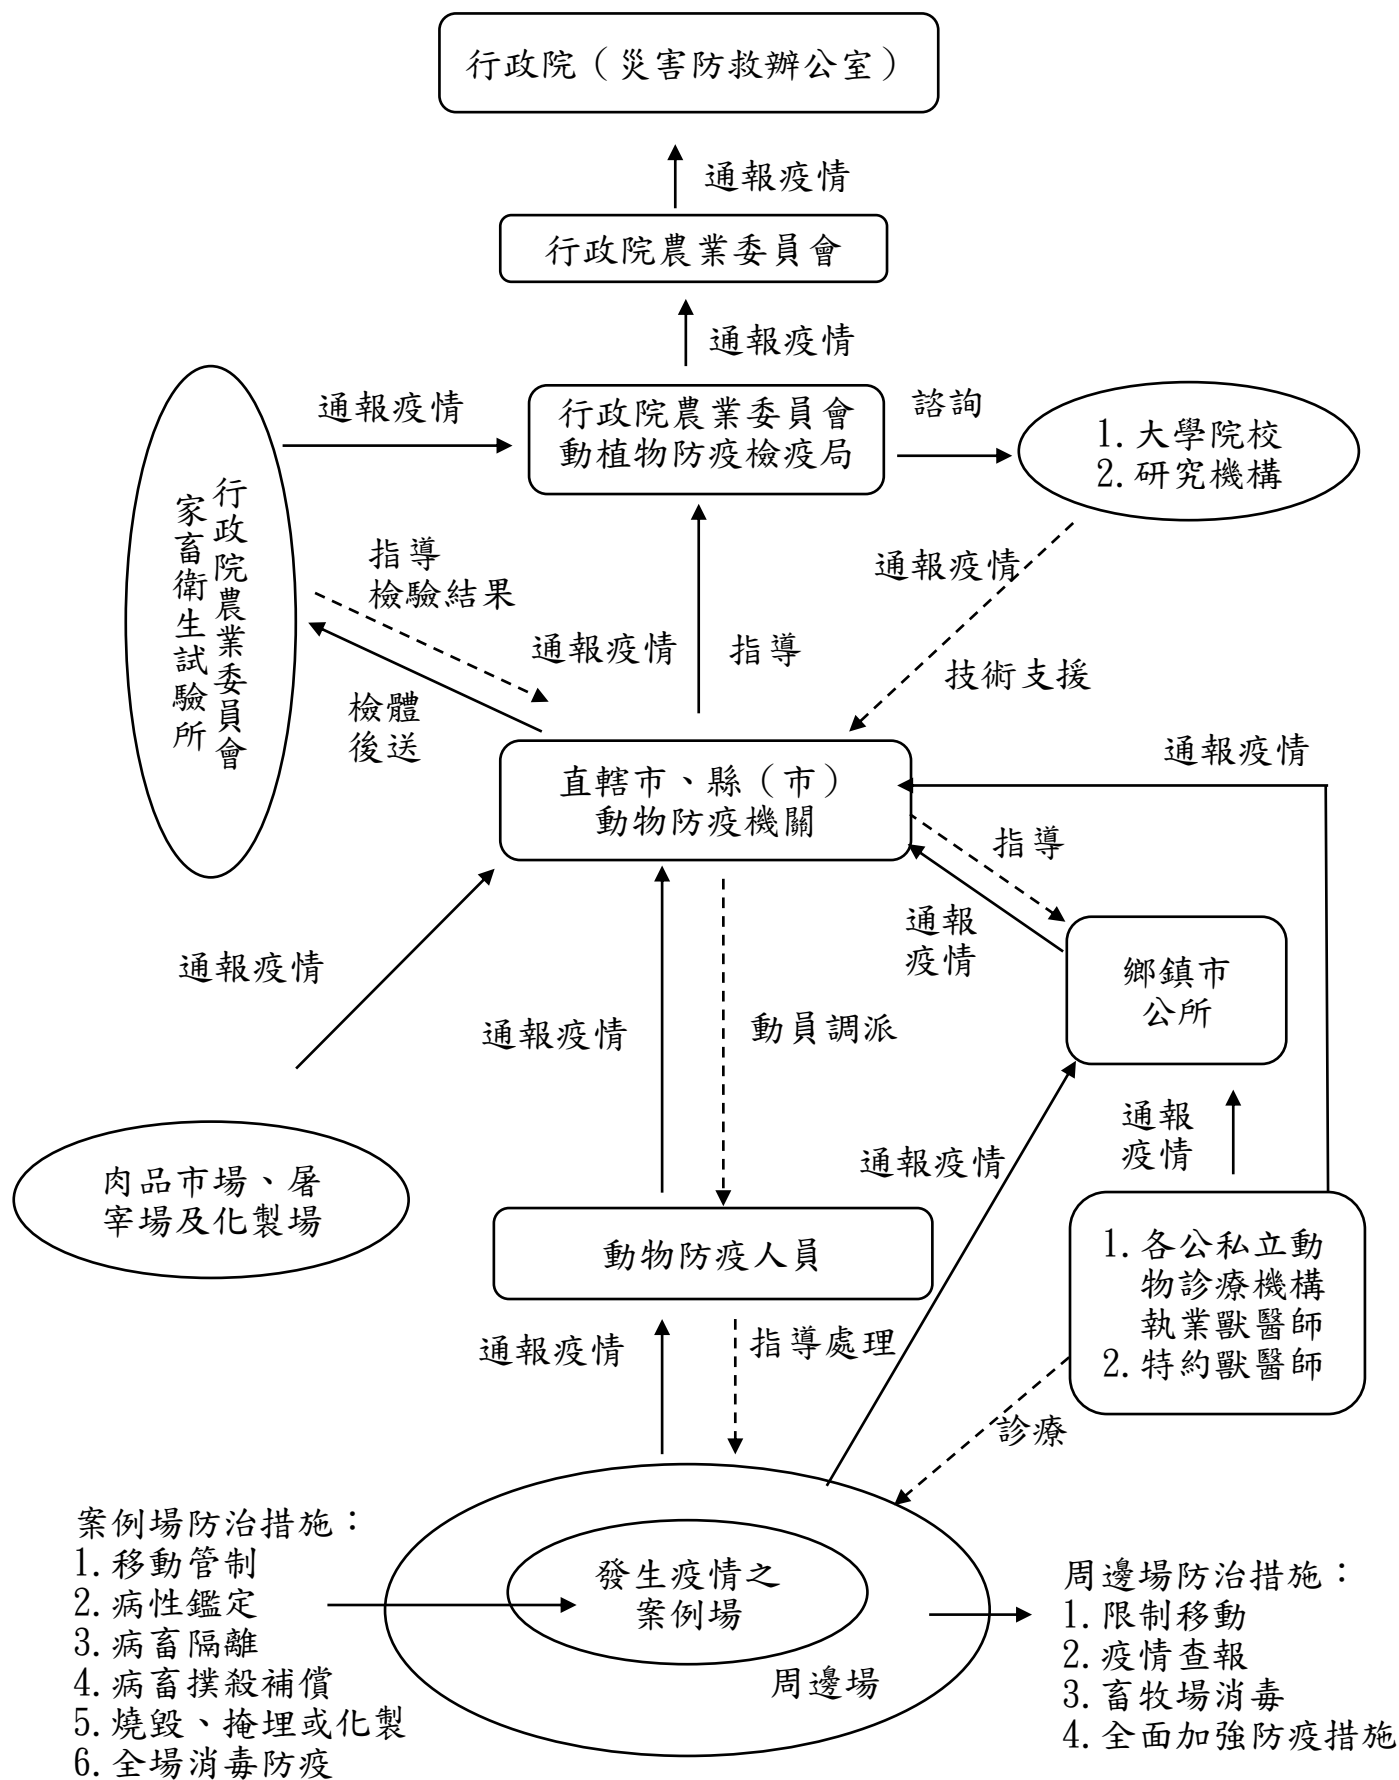 行政院（災害防救辦公室）
通報疫情
行政院農業委員會
通報疫情
通報疫情
行政院農業委員會
動植物防疫檢疫局
諮詢
1.大學院校
2.研究機構
行政院農業委員會
家畜衛生試驗所
指導
檢驗結果
通報疫情
通報疫情
指導
技術支援
檢體
後送
通報疫情
直轄市、縣（市）
動物防疫機關
指導
通報
疫情
鄉鎮市
公所
通報疫情
通報疫情
動員調派
通報
疫情
通報疫情
肉品市場、屠
宰場及化製場
動物防疫人員
1.各公私立動
物診療機構
執業獸醫師
2.特約獸醫師
通報疫情
指導處理
診療
案例場防治措施：
1.移動管制
2.病性鑑定
3.病畜隔離
4.病畜撲殺補償
5.燒毀、掩埋或化製
6.全場消毒防疫
發生疫情之
案例場
周邊場
周邊場防治措施：
1.限制移動
2.疫情查報
3.畜牧場消毒
4.全面加強防疫措施